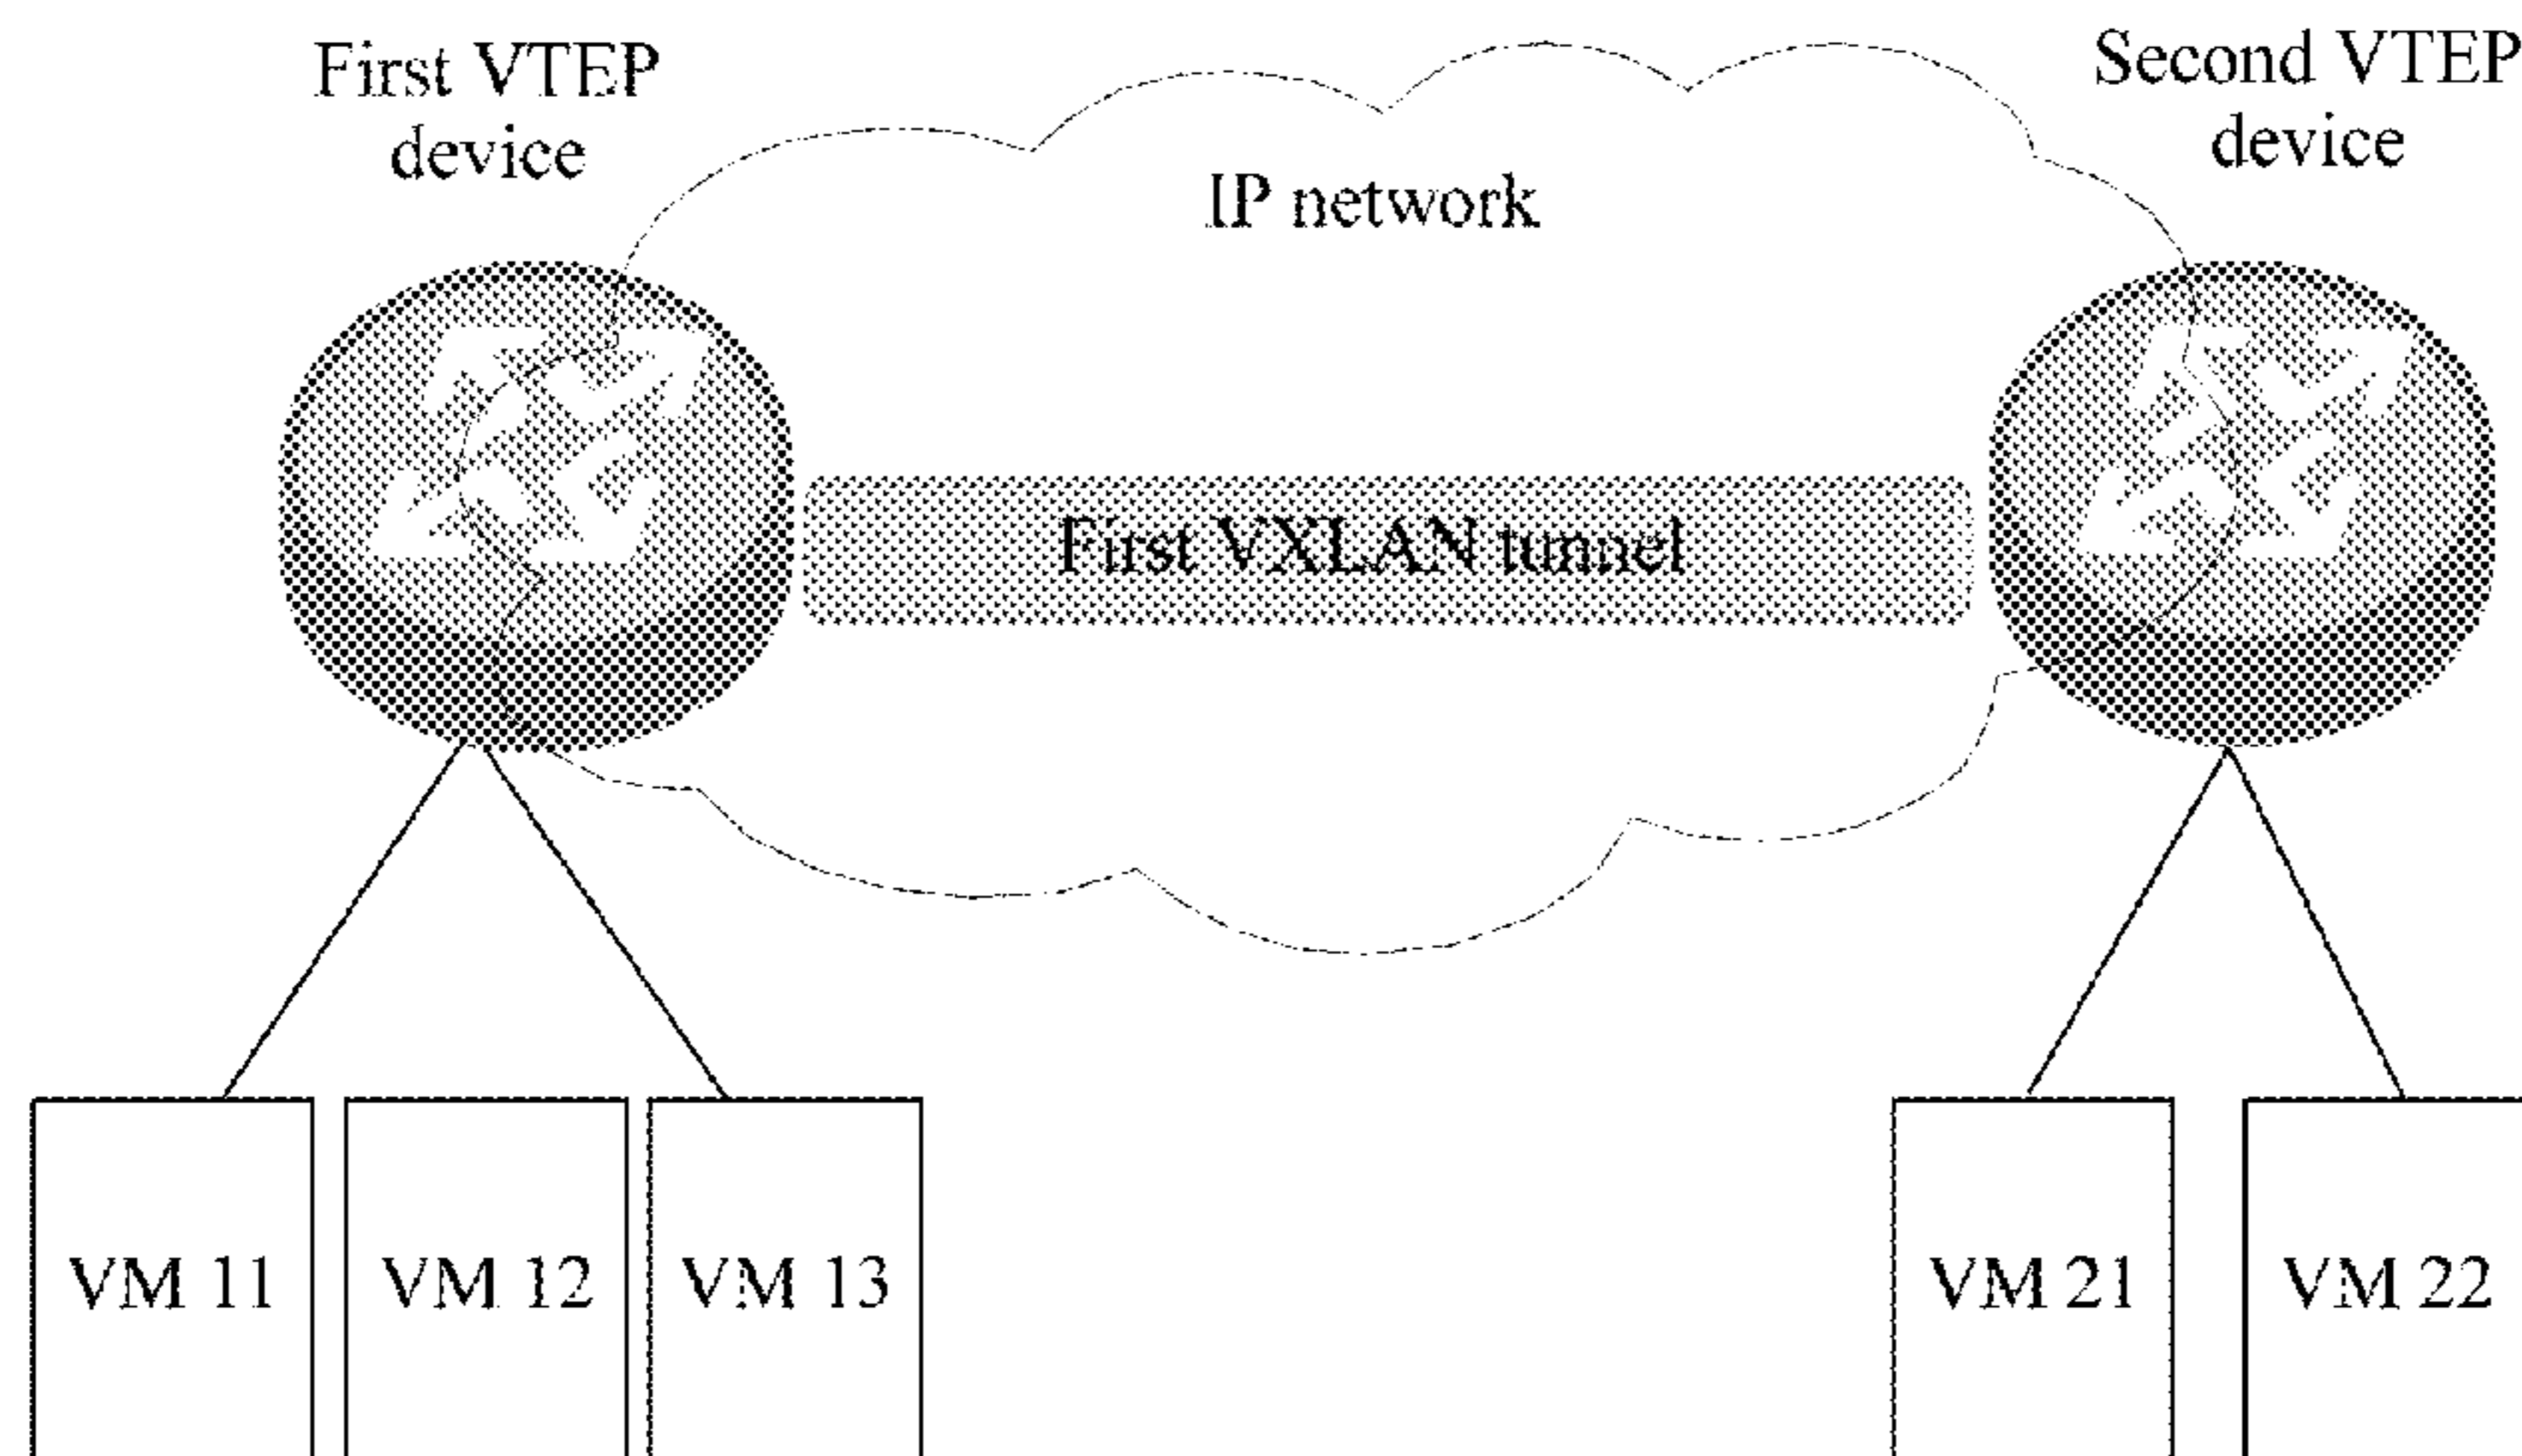 First VTEP
device
Second VTEP
device
IP network
First VXLAN tunnel
VM 11
VM 12
VM 13
VM 21
VM 22